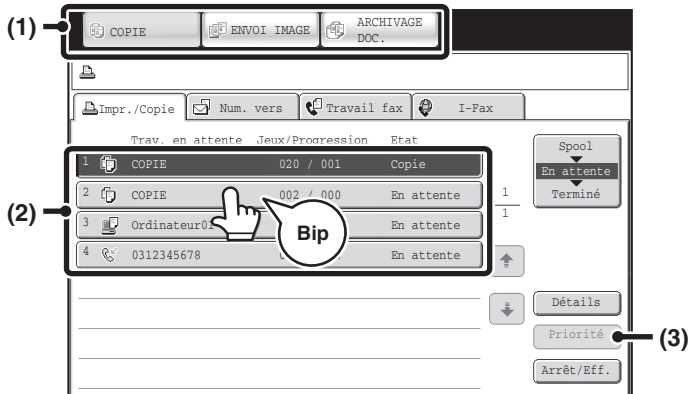 (1)
COPIE ENVOI IMAGE ARCHIVAGE DOC.
Impr./Copie Num. vers Travail fax I-Fax
Trav. en attente Jeux/Progression Etat
Spool
En attente
Terminé
(2)
1 COPIE 020 / 001 Copie
2 COPIE 002 / 000 En attente
3 Ordinateur01 En attente
4 0312345678 En attente
Bip
1
1
Détails
Priorité
(3)
Arrêt/Eff.